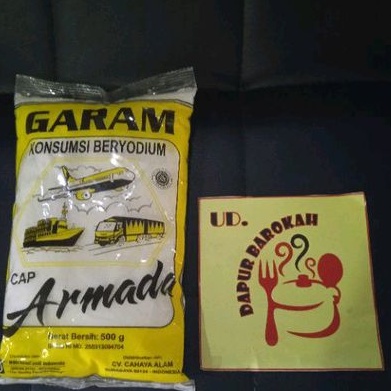 GARAM
KONSUMSI BERYODIUM
CAP
Armada
Berat Bersih: 500 g
CV. CAHAYA ALAM
UD.
DAPUR BAROKAH